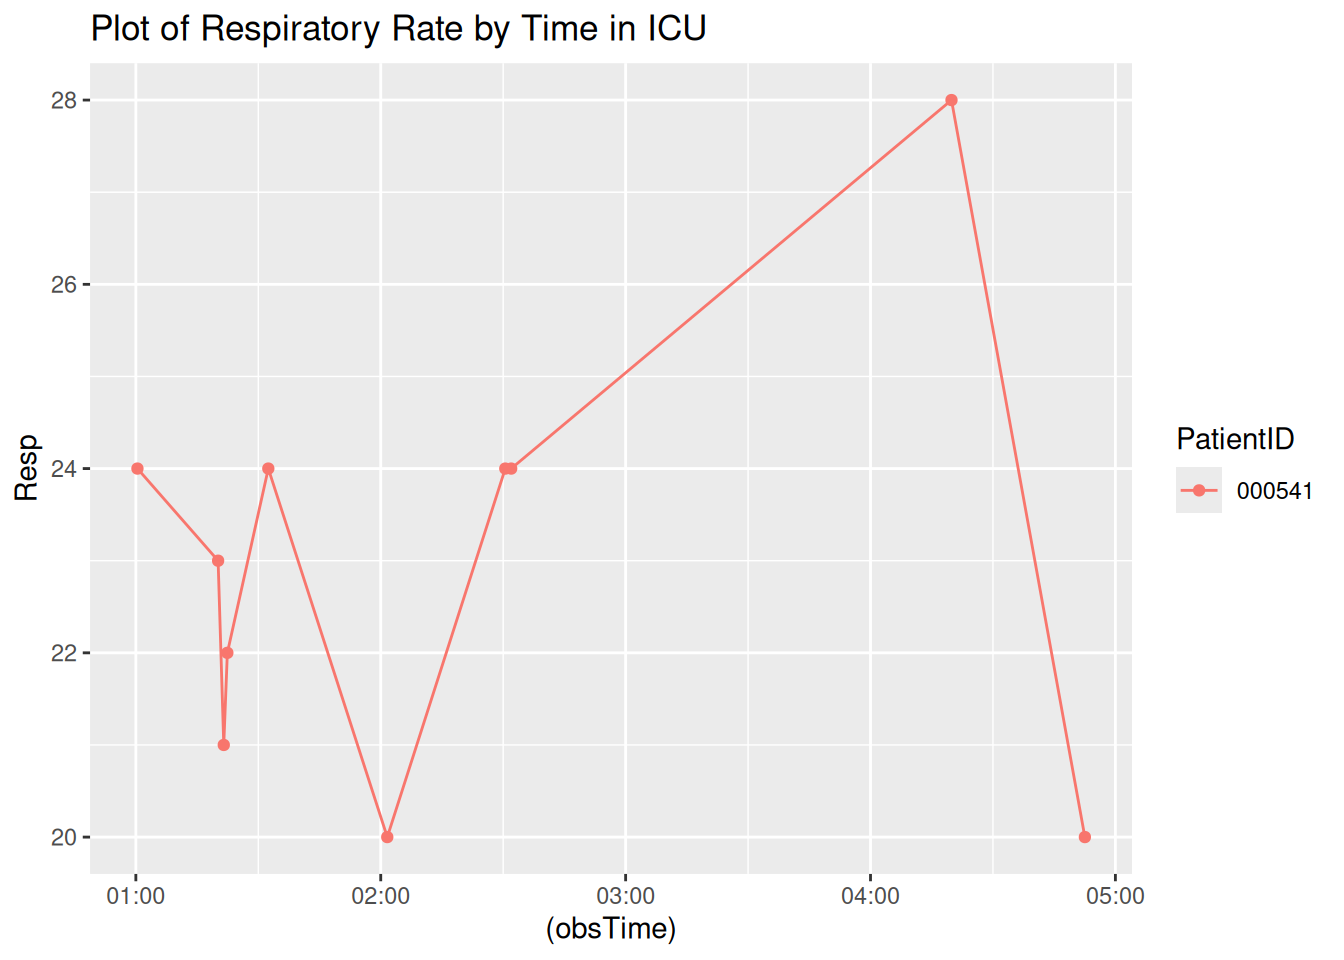 Plot of Respiratory Rate by Time in ICU
28
26
24
22
20
Resp
01:00 02:00 03:00 04:00 05:00
(obsTime)
PatientID
000541